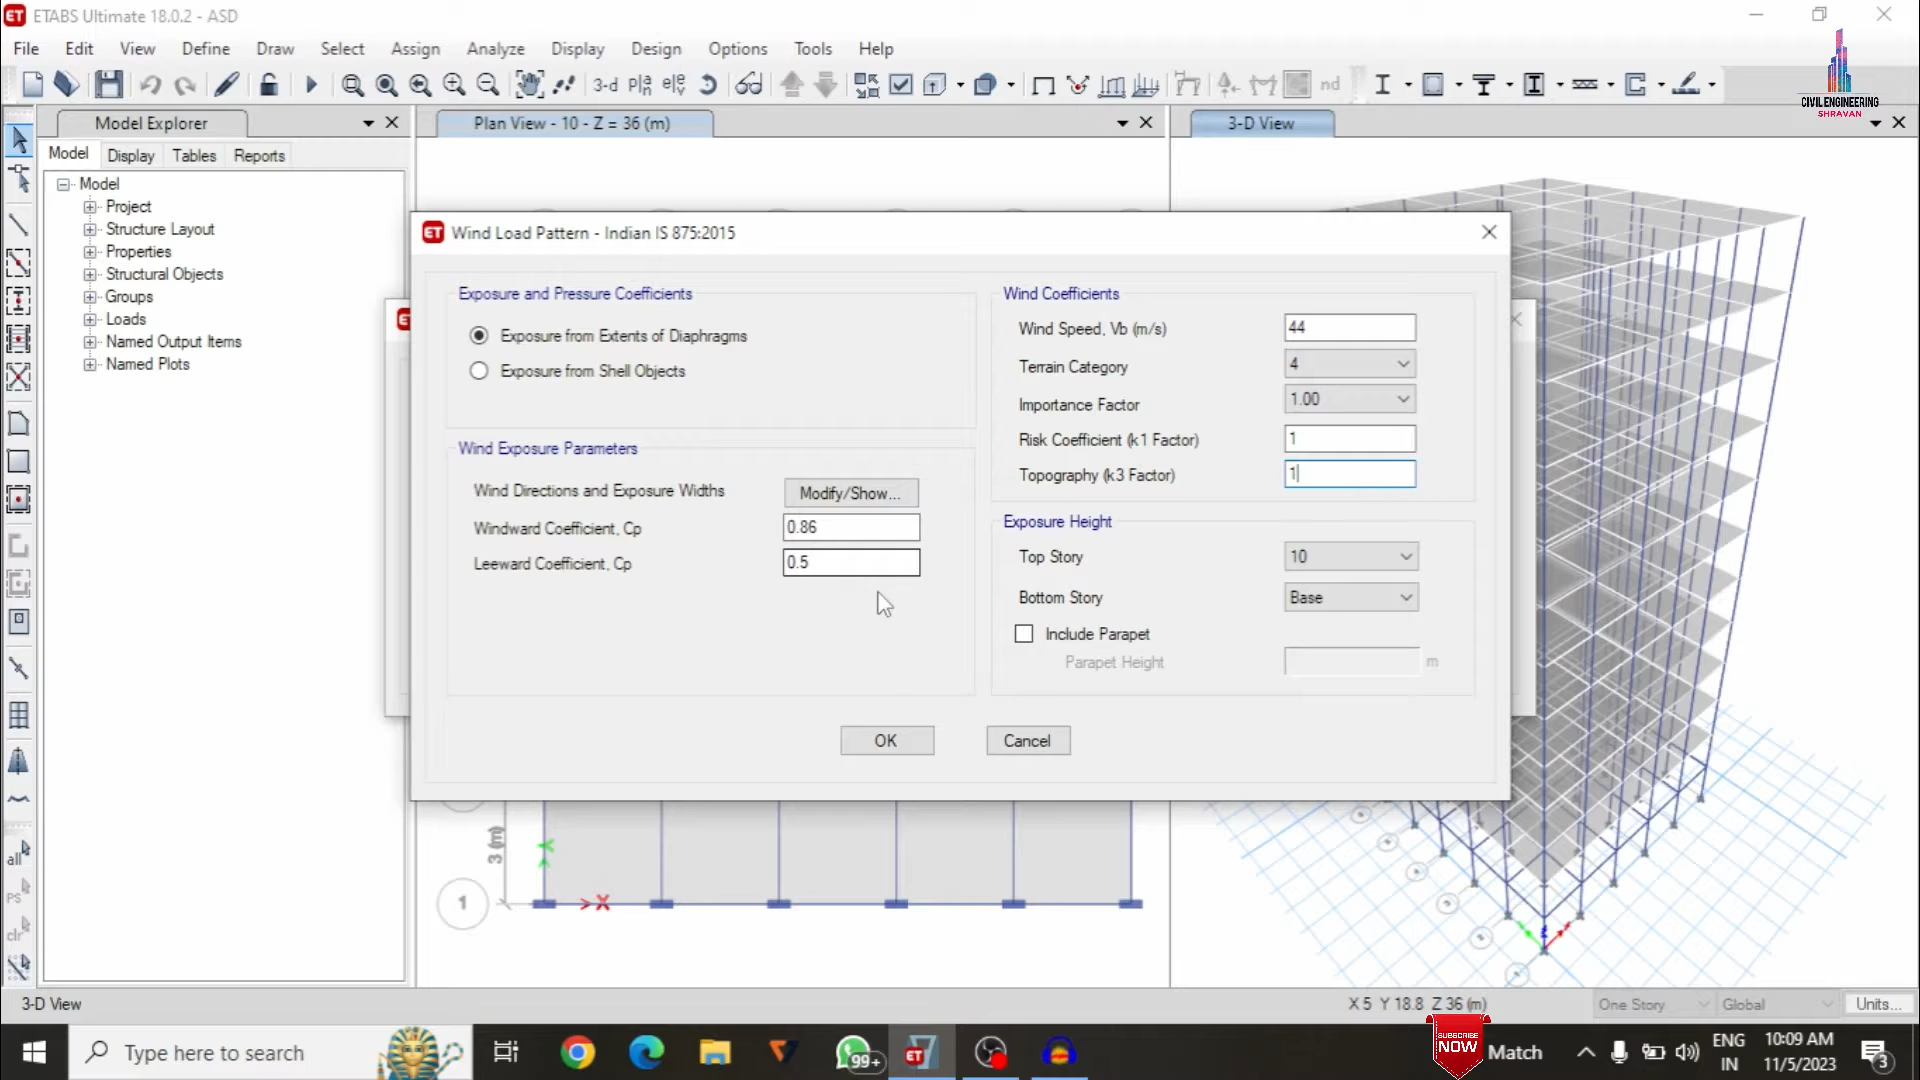 ETABS Ultimate 18.0.2 - ASD
File Edit View Define Draw Select Assign Analyze Display Design Options Tools Help
3-d nd
CIVIL ENGINEERING
SHRAVAN
Model Explorer
Plan View - 10 - Z = 36 (m)
3-D View
Model Display Tables Reports
Model
Project
Structure Layout
Properties
Structural Objects
Groups
Loads
Named Output Items
Named Plots
Wind Load Pattern - Indian IS 875:2015
Exposure and Pressure Coefficients
Exposure from Extents of Diaphragms
Exposure from Shell Objects
Wind Exposure Parameters
Wind Directions and Exposure Widths Modify/Show...
Windward Coefficient, Cp 0.86
Leeward Coefficient, Cp 0.5
Wind Coefficients
Wind Speed, Vb (m/s) 44
Terrain Category 4
Importance Factor 1.00
Risk Coefficient (k1 Factor) 1
Topography (k3 Factor) 1
Exposure Height
Top Story 10
Bottom Story Base
Include Parapet
Parapet Height m
OK Cancel
3 (m)
1
X
all
ps
clr
3-D View
X 5 Y 18.8 Z 36 (m)
One Story Global Units...
Type here to search
99+
ET
SUBSCRIBE
NOW
Match
ENG
IN
10:09 AM
11/5/2023
3